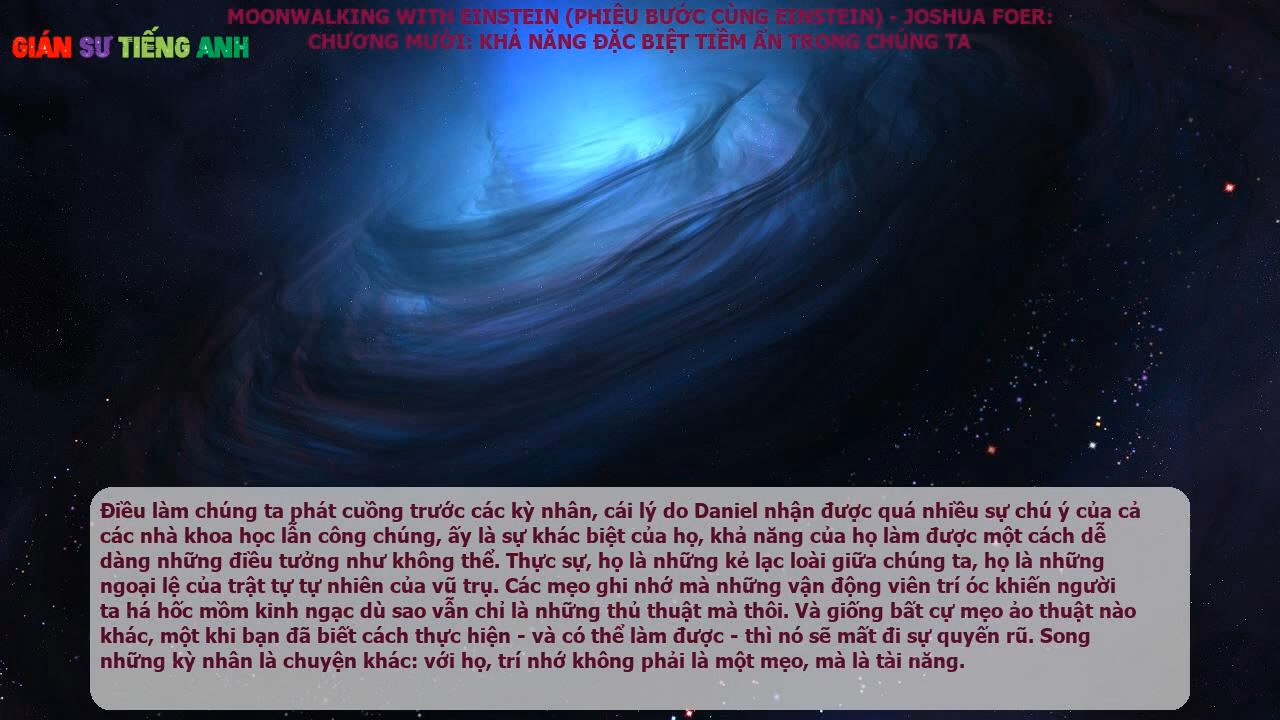 MOONWALKING WITH EINSTEIN (PHIÊU BƯỚC CÙNG EINSTEIN) - JOSHUA FOER:
CHƯƠNG MƯỜI: KHẢ NĂNG ĐẶC BIỆT TIỀM ẨN TRONG CHÚNG TA
GIÁN SƯ TIẾNG ANH
Điều làm chúng ta phát cuồng trước các kỳ nhân, cái lý do Daniel nhận được quá nhiều sự chú ý của cả
các nhà khoa học lẫn công chúng, ấy là sự khác biệt của họ, khả năng của họ làm được một cách dễ
dàng những điều tưởng như không thể. Thực sự, họ là những kẻ lạc loài giữa chúng ta, họ là những
ngoại lệ của trật tự tự nhiên của vũ trụ. Các mẹo ghi nhớ mà những vận động viên trí óc khiến người
ta há hốc mồm kinh ngạc dù sao vẫn chỉ là những thủ thuật mà thôi. Và giống bất cự mẹo ảo thuật nào
khác, một khi bạn đã biết cách thực hiện - và có thể làm được - thì nó sẽ mất đi sự quyến rũ. Song
những kỳ nhân là chuyện khác: với họ, trí nhớ không phải là một mẹo, mà là tài năng.